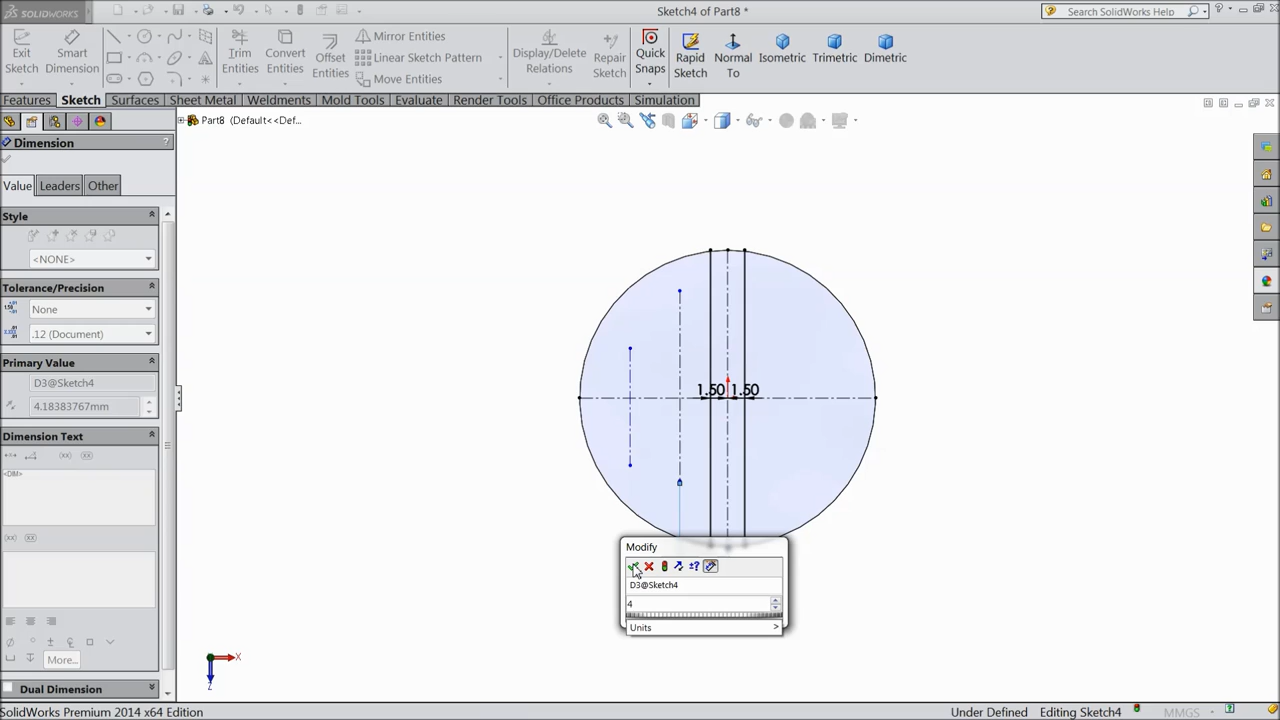 SOLIDWORKS
Sketch4 of Part8 *
Search SolidWorks Help
Exit Sketch
Smart Dimension
Trim Entities
Convert Entities
Offset Entities
Mirror Entities
Linear Sketch Pattern
Move Entities
Display/Delete Relations
Repair Sketch
Quick Snaps
Rapid Sketch
Normal To
Isometric
Trimetric
Dimetric
Features Sketch Surfaces Sheet Metal Weldments Mold Tools Evaluate Render Tools Office Products Simulation
Part8 (Default<<Def...
Dimension ?
Value Leaders Other
Style
<NONE>
Tolerance/Precision
None
.12 (Document)
Primary Value
D3@Sketch4
4.18383767mm
Dimension Text
<DIM>
More...
Dual Dimension
1.50 1.50
Modify
D3@Sketch4
4
Units >
X
Z
SolidWorks Premium 2014 x64 Edition
Under Defined Editing Sketch4 MMGS